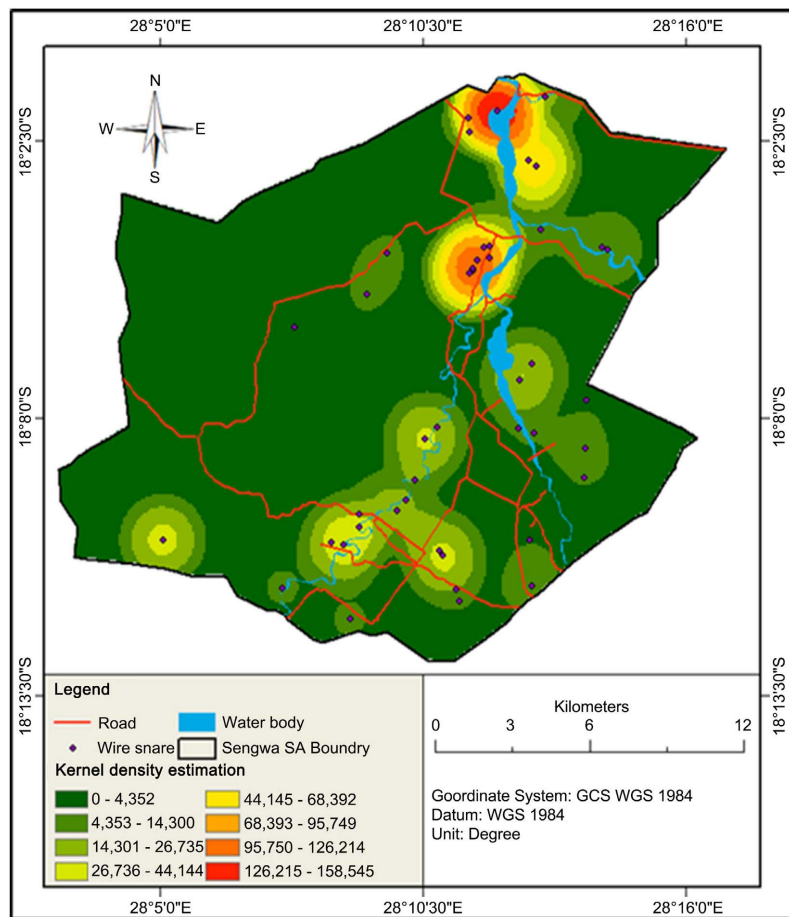 28°5'0"E 28°10'30"E 28°16'0"E
N
W E
S
18°2'30"S 18°2'30"S
18°8'0"S 18°8'0"S
18°13'30"S 18°13'30"S
Legend
Road Water body
Wire snare Sengwa SA Boundry
Kernel density estimation
0 - 4,352 44,145 - 68,392
4,353 - 14,300 68,393 - 95,749
14,301 - 26,735 95,750 - 126,214
26,736 - 44,144 126,215 - 158,545
Kilometers
0 3 6 12
Goordinate System: GCS WGS 1984
Datum: WGS 1984
Unit: Degree
28°5'0"E 28°10'30"E 28°16'0"E